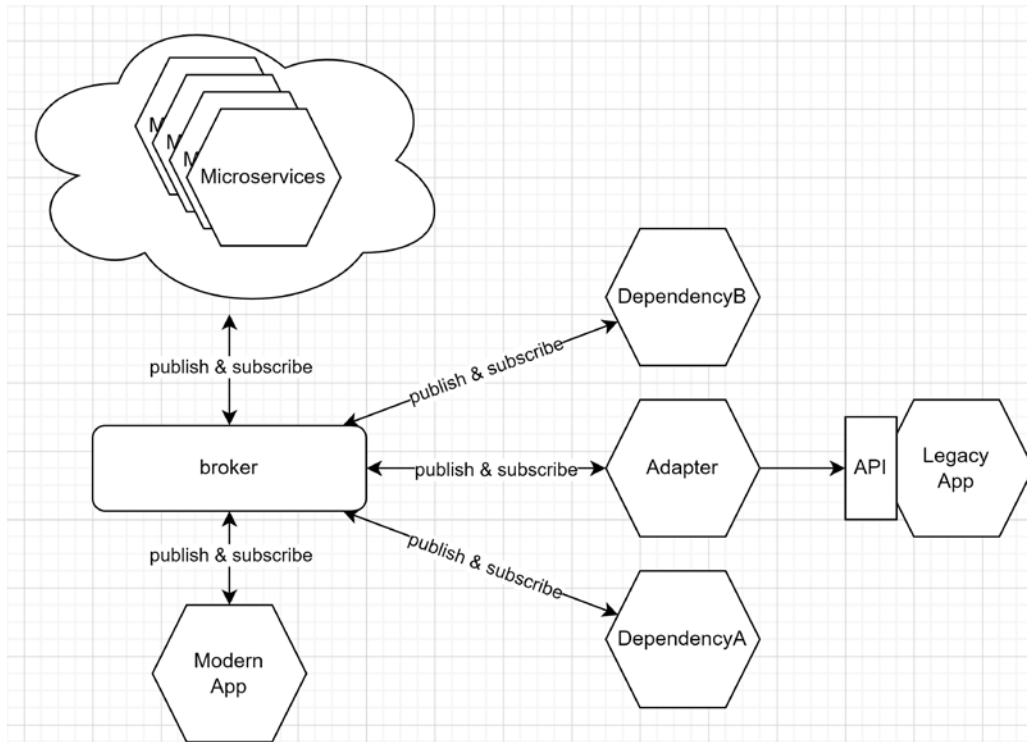 M
M
M
Microservices
publish & subscribe
DependencyB
publish & subscribe
broker
publish & subscribe
Adapter
API
Legacy
App
publish & subscribe
publish & subscribe
DependencyA
Modern
App